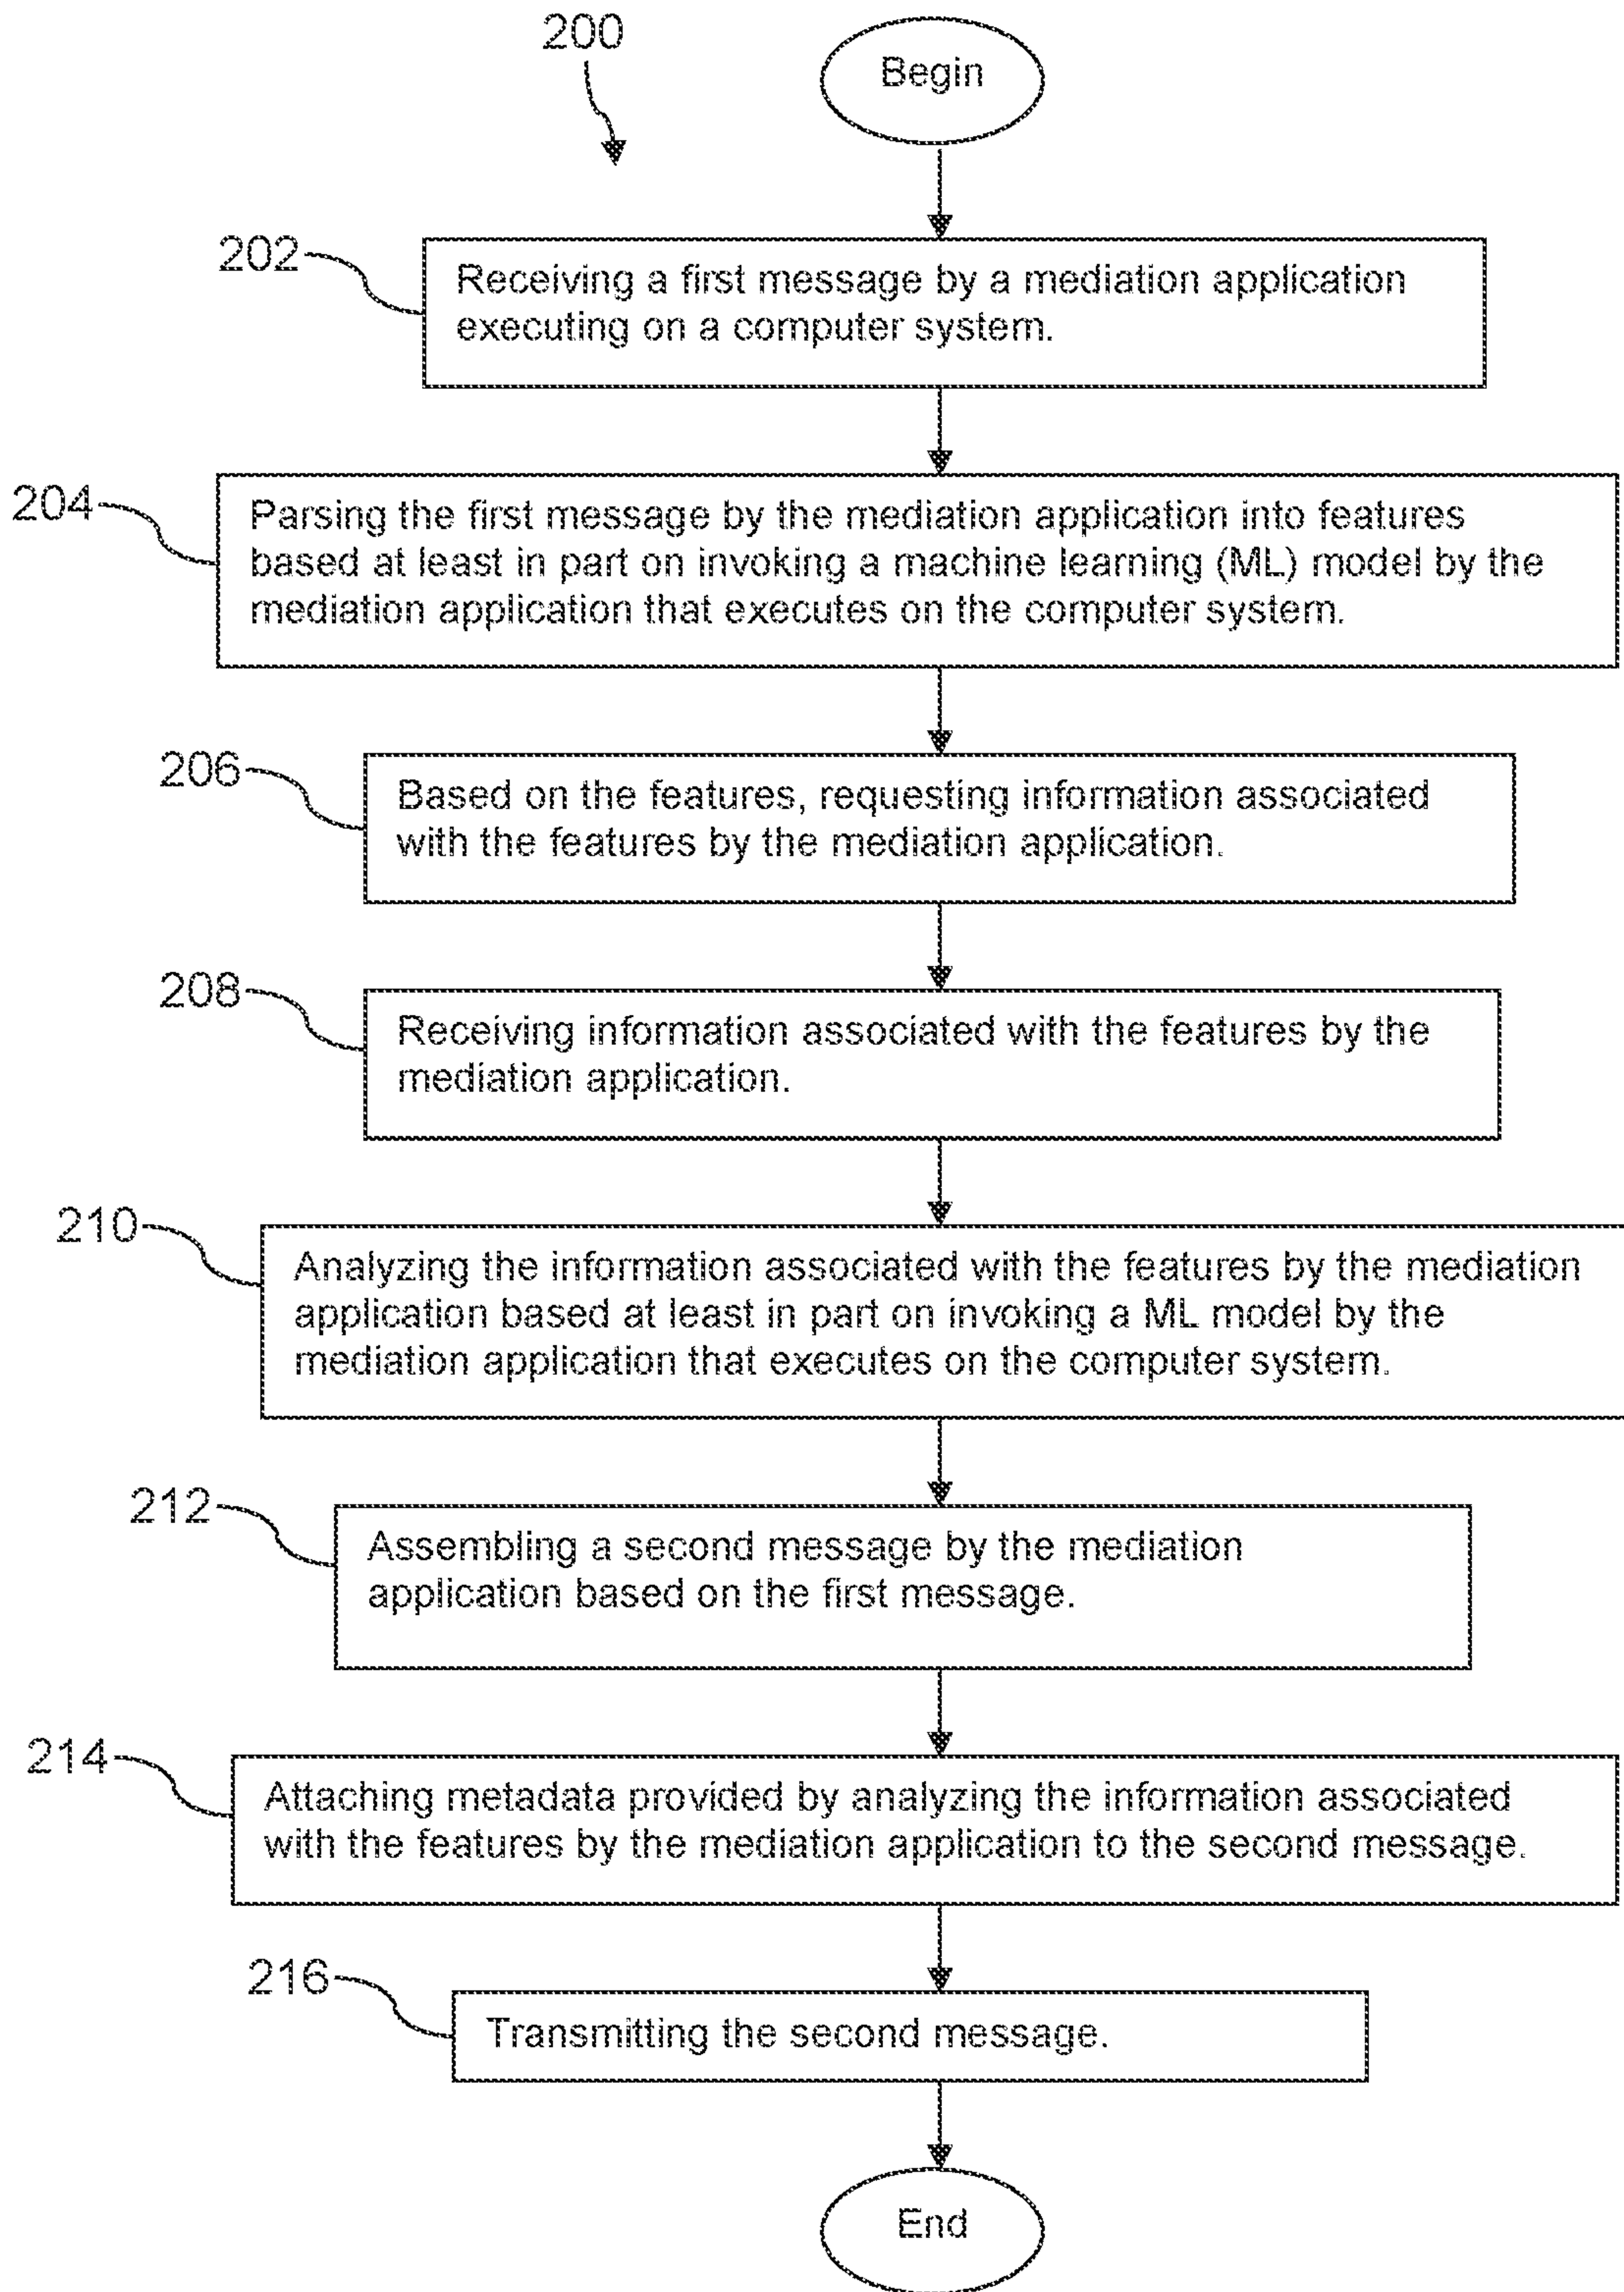 200
Begin
202
Receiving a first message by a mediation application
executing on a computer system.
204
Parsing the first message by the mediation application into features
based at least in part on invoking a machine learning (ML) model by the
mediation application that executes on the computer system.
206
Based on the features, requesting information associated
with the features by the mediation application.
208
Receiving information associated with the features by the
mediation application.
210
Analyzing the information associated with the features by the mediation
application based at least in part on invoking a ML model by the
mediation application that executes on the computer system.
212
Assembling a second message by the mediation
application based on the first message.
214
Attaching metadata provided by analyzing the information associated
with the features by the mediation application to the second message.
216
Transmitting the second message.
End